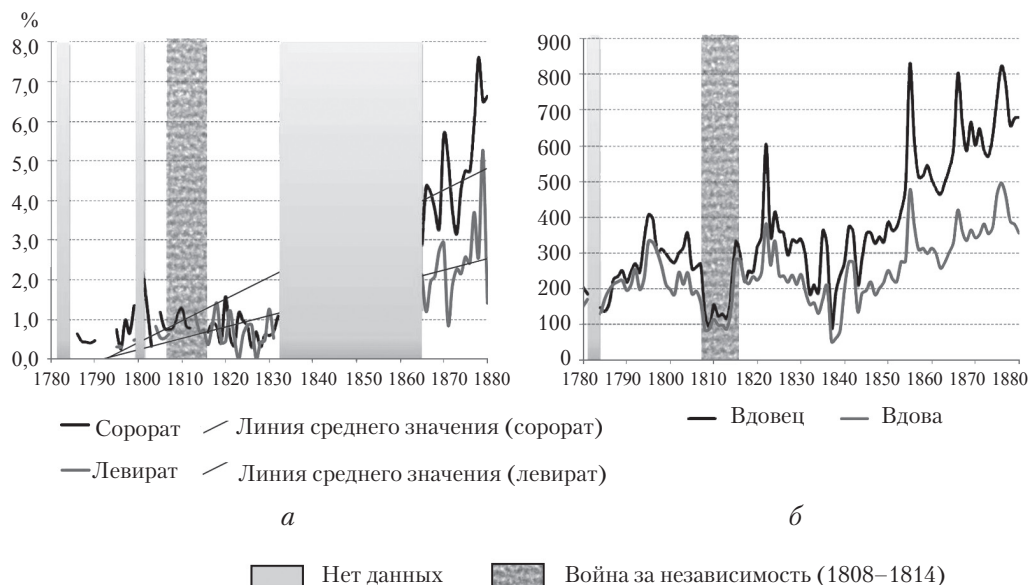 %
8,0
7,0
6,0
5,0
4,0
3,0
2,0
1,0
0,0
1780 1790 1800 1810 1820 1830 1840 1850 1860 1870 1880
Сорорат Линия среднего значения (сорорат)
Левират Линия среднего значения (левират)
а
900
800
700
600
500
400
300
200
100
0
1780 1790 1800 1810 1820 1830 1840 1850 1860 1870 1880
Вдовец Вдова
б
Нет данных Война за независимость (1808–1814)